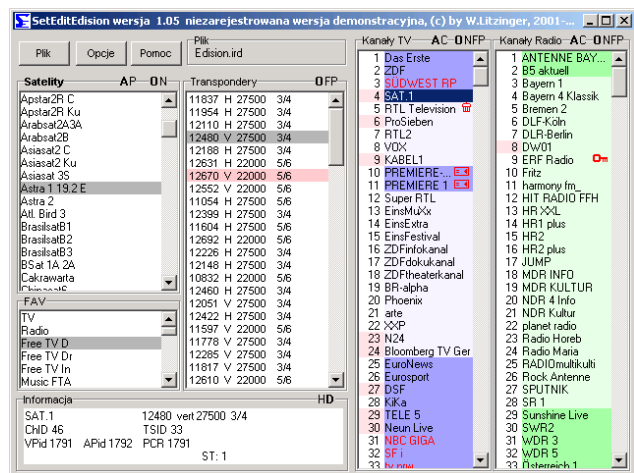 SetEditEdision wersja 1.05 niezarejestrowana wersja demonstracyjna, (c) by W.Litzinger, 2001-...
Plik Opcje Pomoc
Plik
Edision.ird
Satelity AP ON
Apstar2R C
Apstar2R Ku
Arabsat2A3A
Arabsat2B
Asiasat2 C
Asiasat2 Ku
Asiasat 3S
Astra 1 19.2 E
Astra 2
Atl. Bird 3
BrasilsatB1
BrasilsatB2
BrasilsatB3
BSat 1A 2A
Cakrawarta
Chinasat6
FAV
TV
Radio
Free TV D
Free TV Dr
Free TV In
Music FTA
Transpondery OFP
11837 H 27500 3/4
11954 H 27500 3/4
12110 H 27500 3/4
12480 V 27500 3/4
12188 H 27500 3/4
12631 H 22000 5/6
12670 V 22000 5/6
12552 V 22000 5/6
11054 H 27500 5/6
12399 H 27500 3/4
11604 H 27500 5/6
12692 H 22000 5/6
12226 H 27500 3/4
12148 H 27500 3/4
10832 H 22000 5/6
12460 H 27500 3/4
12051 V 27500 3/4
12422 H 27500 3/4
11597 V 22000 5/6
11778 V 27500 3/4
12285 V 27500 3/4
11817 V 27500 3/4
12610 V 22000 5/6
Informacja HD
SAT.1 12480 vert 27500 3/4
ChID 46 TSID 33
VPid 1791 APid 1792 PCR 1791
ST: 1
Kanały TV AC ONFP
1 Das Erste
2 ZDF
3 SÜDWEST RP
4 SAT.1
5 RTL Television
6 ProSieben
7 RTL2
8 VOX
9 KABEL1
10 PREMIERE-...
11 PREMIERE 1
12 Super RTL
13 EinsMuXx
14 EinsExtra
15 EinsFestival
16 ZDFinfokanal
17 ZDFdokukanal
18 ZDFtheaterkanal
19 BR-alpha
20 Phoenix
21 arte
22 XXP
23 N24
24 Bloomberg TV Ger
25 EuroNews
26 Eurosport
27 DSF
28 KiKa
29 TELE 5
30 Neun Live
31 NBC GIGA
32 SF i
33 tv.nrw
Kanały Radio AC ONFP
1 ANTENNE BAY...
2 B5 aktuell
3 Bayern 1
4 Bayern 4 Klassik
5 Bremen 2
6 DLF-Köln
7 DLR-Berlin
8 DW01
9 ERF Radio
10 Fritz
11 harmony fm_
12 HIT RADIO FFH
13 HR XXL
14 HR1 plus
15 HR2
16 HR2 plus
17 JUMP
18 MDR INFO
19 MDR KULTUR
20 NDR 4 Info
21 NDR Kultur
22 planet radio
23 Radio Horeb
24 Radio Maria
25 RADIOmultikulti
26 Rock Antenne
27 SPUTNIK
28 SR 1
29 Sunshine Live
30 SWR2
31 WDR 3
32 WDR 5
33 Österreich 1